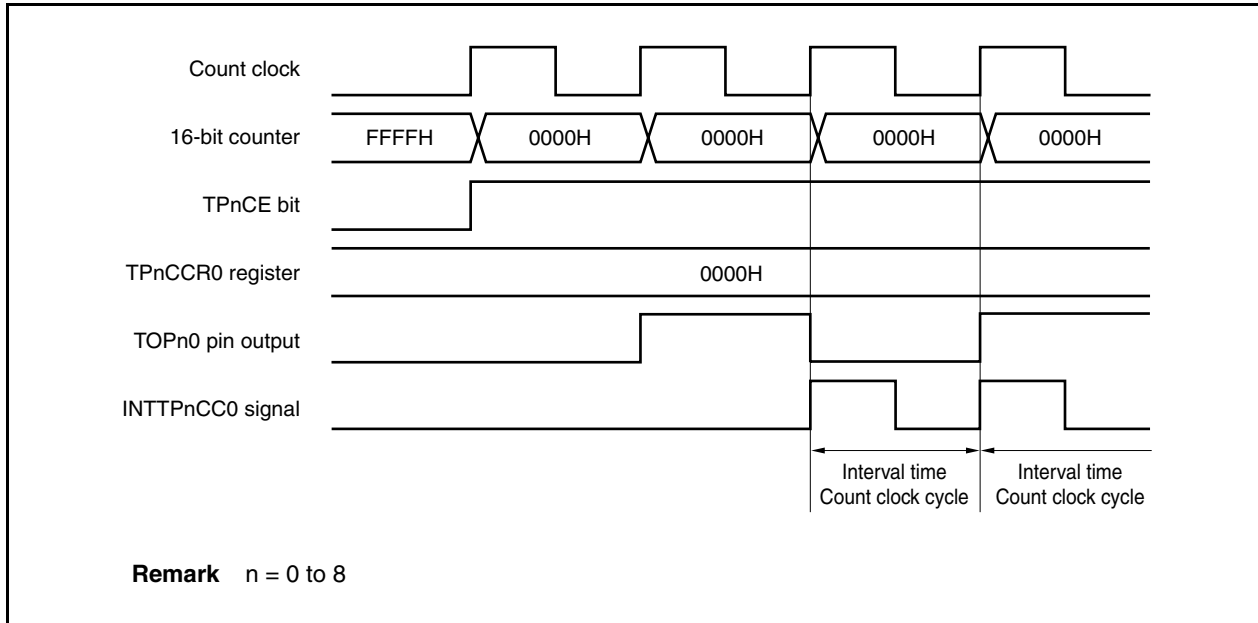 Count clock
16-bit counter
FFFFH
0000H
0000H
0000H
0000H
TPnCE bit
TPnCCR0 register
0000H
TOPn0 pin output
INTTPnCC0 signal
Interval time
Count clock cycle
Interval time
Count clock cycle
Remark n = 0 to 8